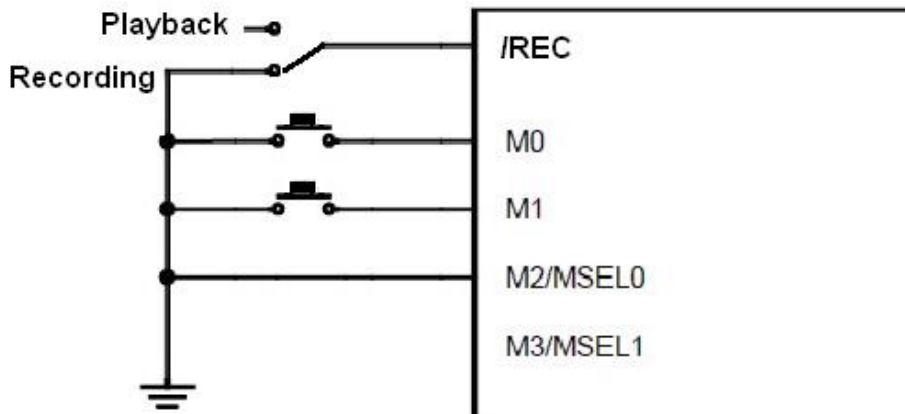 Playback
/REC
Recording
M0
M1
M2/MSEL0
M3/MSEL1